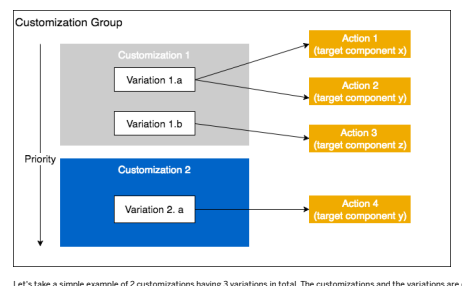 Customization Group
Customization 1
Variation 1.a
Variation 1.b
Action 1
(target component x)
Action 2
(target component y)
Action 3
(target component z)
Priority
Customization 2
Variation 2. a
Action 4
(target component y)
Let's take a simple example of 2 customizations having 3 variations in total. The customizations and the variations are